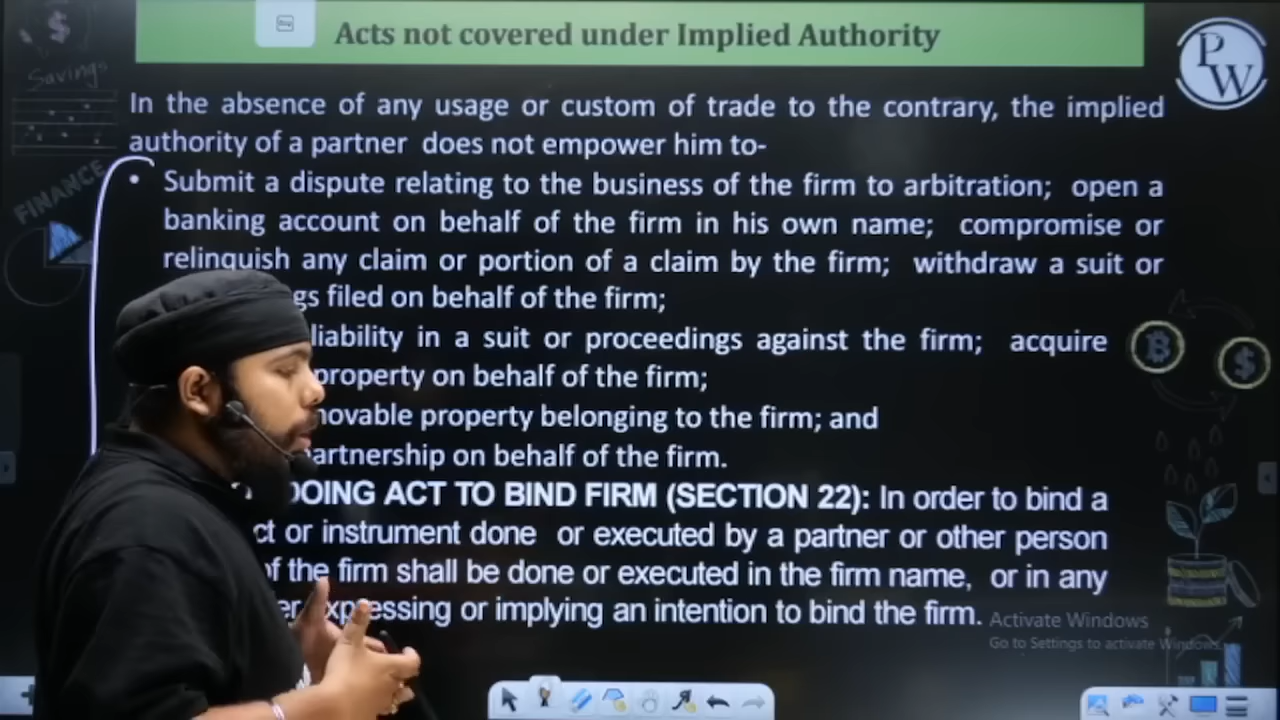 Acts not covered under Implied Authority
PW
Savings
FINANCE
In the absence of any usage or custom of trade to the contrary, the implied
authority of a partner does not empower him to-
• Submit a dispute relating to the business of the firm to arbitration; open a
banking account on behalf of the firm in his own name; compromise or
relinquish any claim or portion of a claim by the firm; withdraw a suit or
gs filed on behalf of the firm;
liability in a suit or proceedings against the firm; acquire
property on behalf of the firm;
movable property belonging to the firm; and
artnership on behalf of the firm.
DOING ACT TO BIND FIRM (SECTION 22): In order to bind a
ct or instrument done or executed by a partner or other person
of the firm shall be done or executed in the firm name, or in any
er expressing or implying an intention to bind the firm.
Activate Windows
Go to Settings to activate Windows.